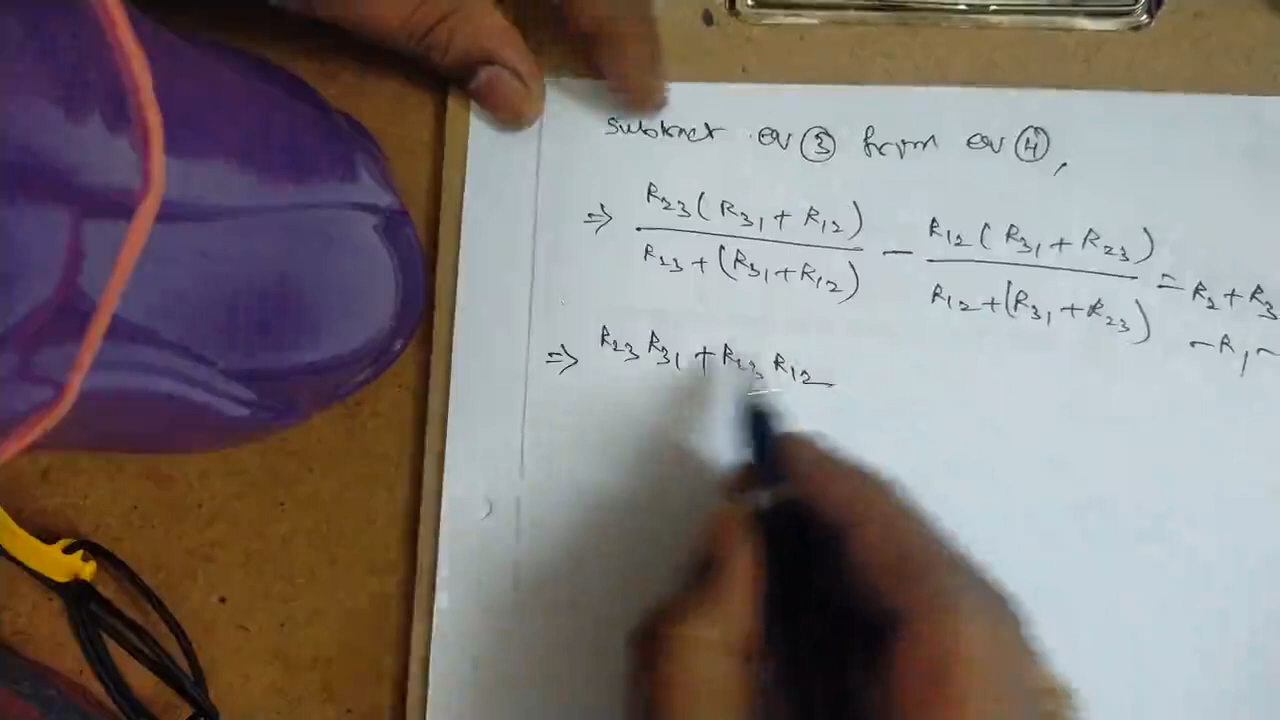 subtract eq ③ from eq ④,
⇒ R₂₃(R₃₁ + R₁₂) / R₂₃ + (R₃₁ + R₁₂) − R₁₂(R₃₁ + R₂₃) / R₁₂ + (R₃₁ + R₂₃) = R₂ + R₃
− R₁ −
⇒ R₂₃ R₃₁ + R₂₃ R₁₂